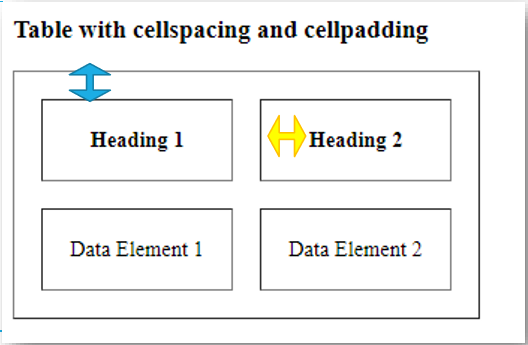 Table with cellspacing and cellpadding
Heading 1
Heading 2
Data Element 1
Data Element 2